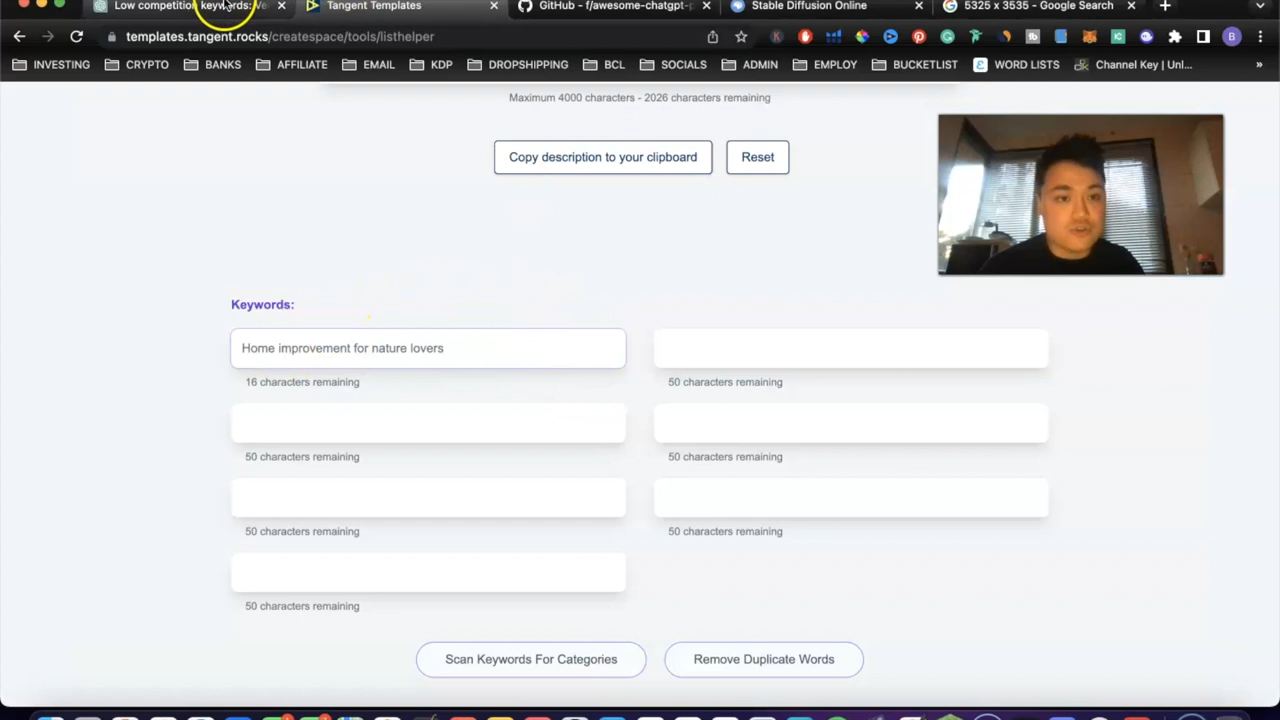 Low competition keywords: Ve
Tangent Templates
GitHub - f/awesome-chatgpt-p
Stable Diffusion Online
5325 x 3535 - Google Search
templates.tangent.rocks/createspace/tools/listhelper
INVESTING
CRYPTO
BANKS
AFFILIATE
EMAIL
KDP
DROPSHIPPING
BCL
SOCIALS
ADMIN
EMPLOY
BUCKETLIST
WORD LISTS
Channel Key | Unl...
Maximum 4000 characters - 2026 characters remaining
Copy description to your clipboard
Reset
Keywords:
Home improvement for nature lovers
16 characters remaining
50 characters remaining
50 characters remaining
50 characters remaining
50 characters remaining
50 characters remaining
50 characters remaining
Scan Keywords For Categories
Remove Duplicate Words